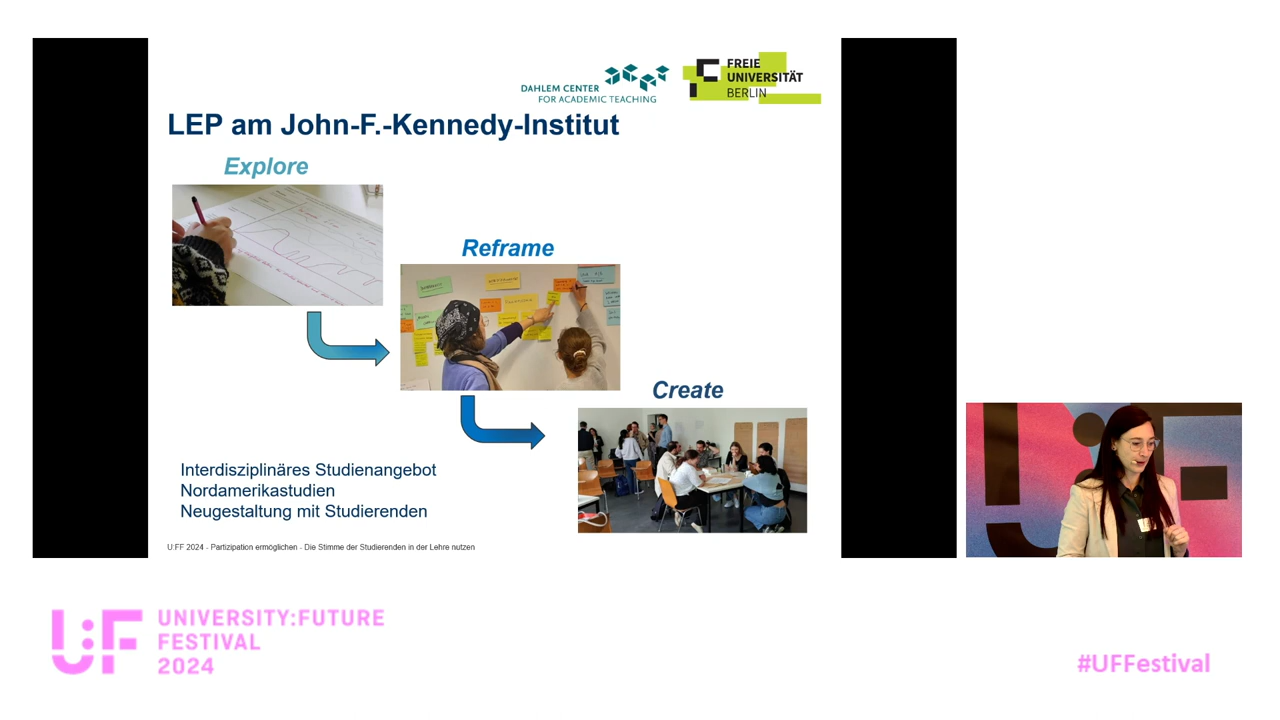 DAHLEM CENTER
FOR ACADEMIC TEACHING
FREIE
UNIVERSITÄT
BERLIN
LEP am John-F.-Kennedy-Institut
Explore
Reframe
Create
Interdisziplinäres Studienangebot
Nordamerikastudien
Neugestaltung mit Studierenden
U:FF 2024 - Partizipation ermöglichen - Die Stimme der Studierenden in der Lehre nutzen
U:F
UNIVERSITY:FUTURE
FESTIVAL
2024
#UFFestival